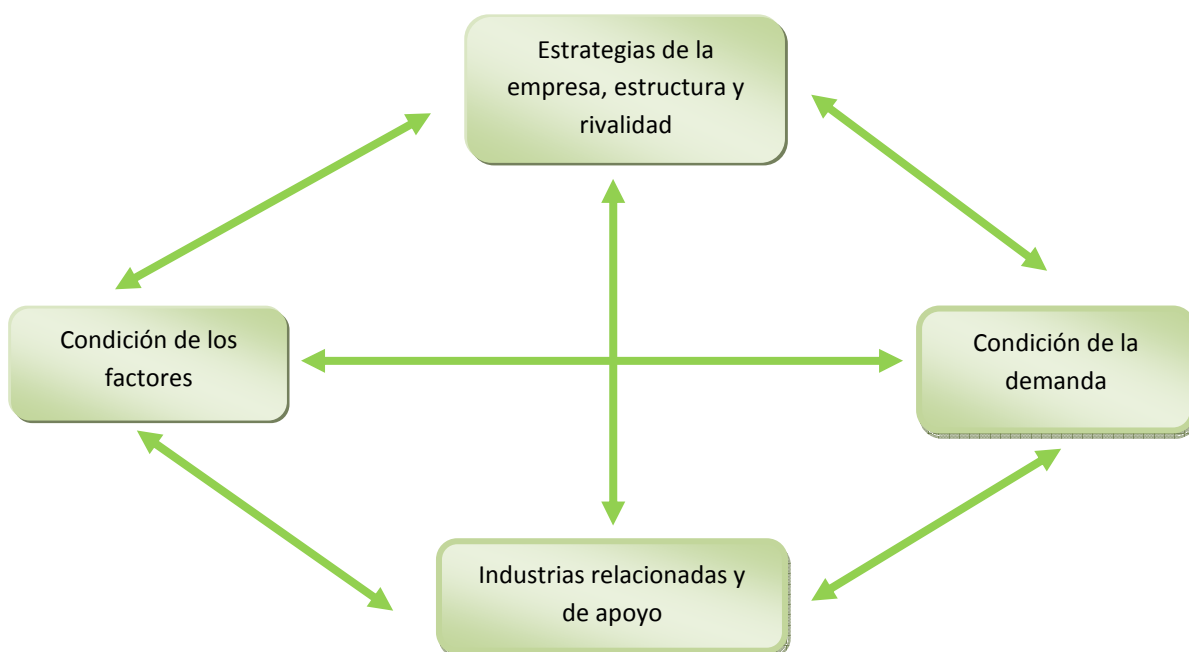 Estrategias de la
empresa, estructura y
rivalidad
Condición de los
factores
Condición de la
demanda
Industrias relacionadas y
de apoyo